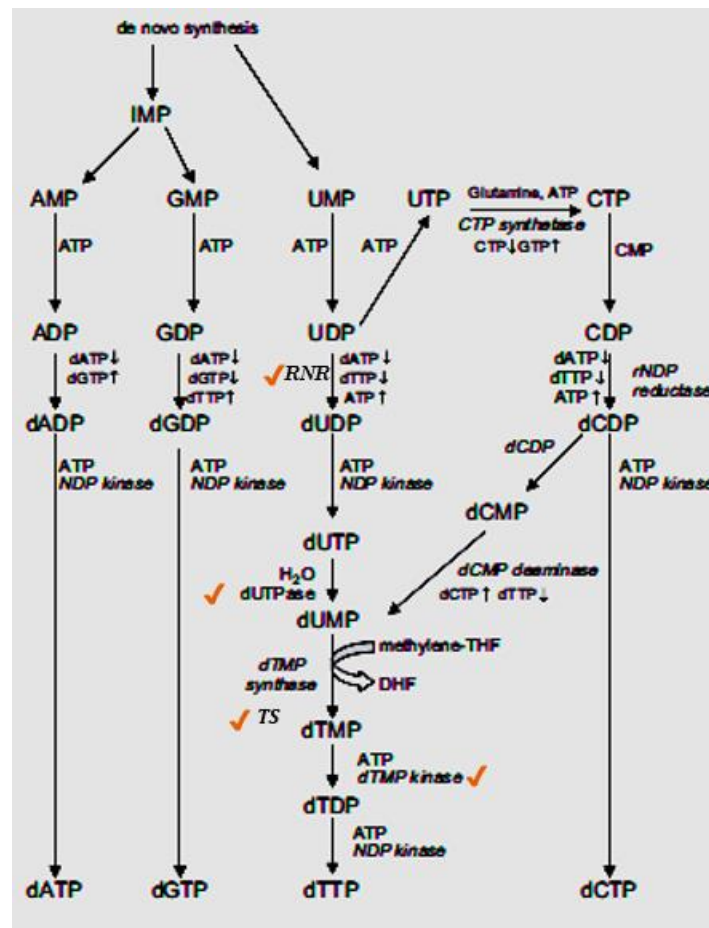 de novo synthesis
IMP
AMP GMP UMP UTP Glutamine, ATP CTP
CTP synthetase
CTP↓GTP↑
ATP ATP ATP ATP CMP
ADP GDP UDP CDP
dATP↓ dATP↓ dATP↓ dATP↓
dGTP↑ dGTP↓ ✓RNR dTTP↓ dTTP↓ rNDP
dTTP↑ ATP↑ ATP↑ reductase
dADP dGDP dUDP dCDP
dCDP
ATP ATP ATP ATP
NDP kinase NDP kinase NDP kinase NDP kinase
dCMP
dUTP
H₂O dCMP deaminase
✓ dUTPase dCTP↑ dTTP↓
dUMP
methylene-THF
dTMP
synthase DHF
✓ TS dTMP
ATP
dTMP kinase ✓
dTDP
ATP
NDP kinase
dATP dGTP dTTP dCTP